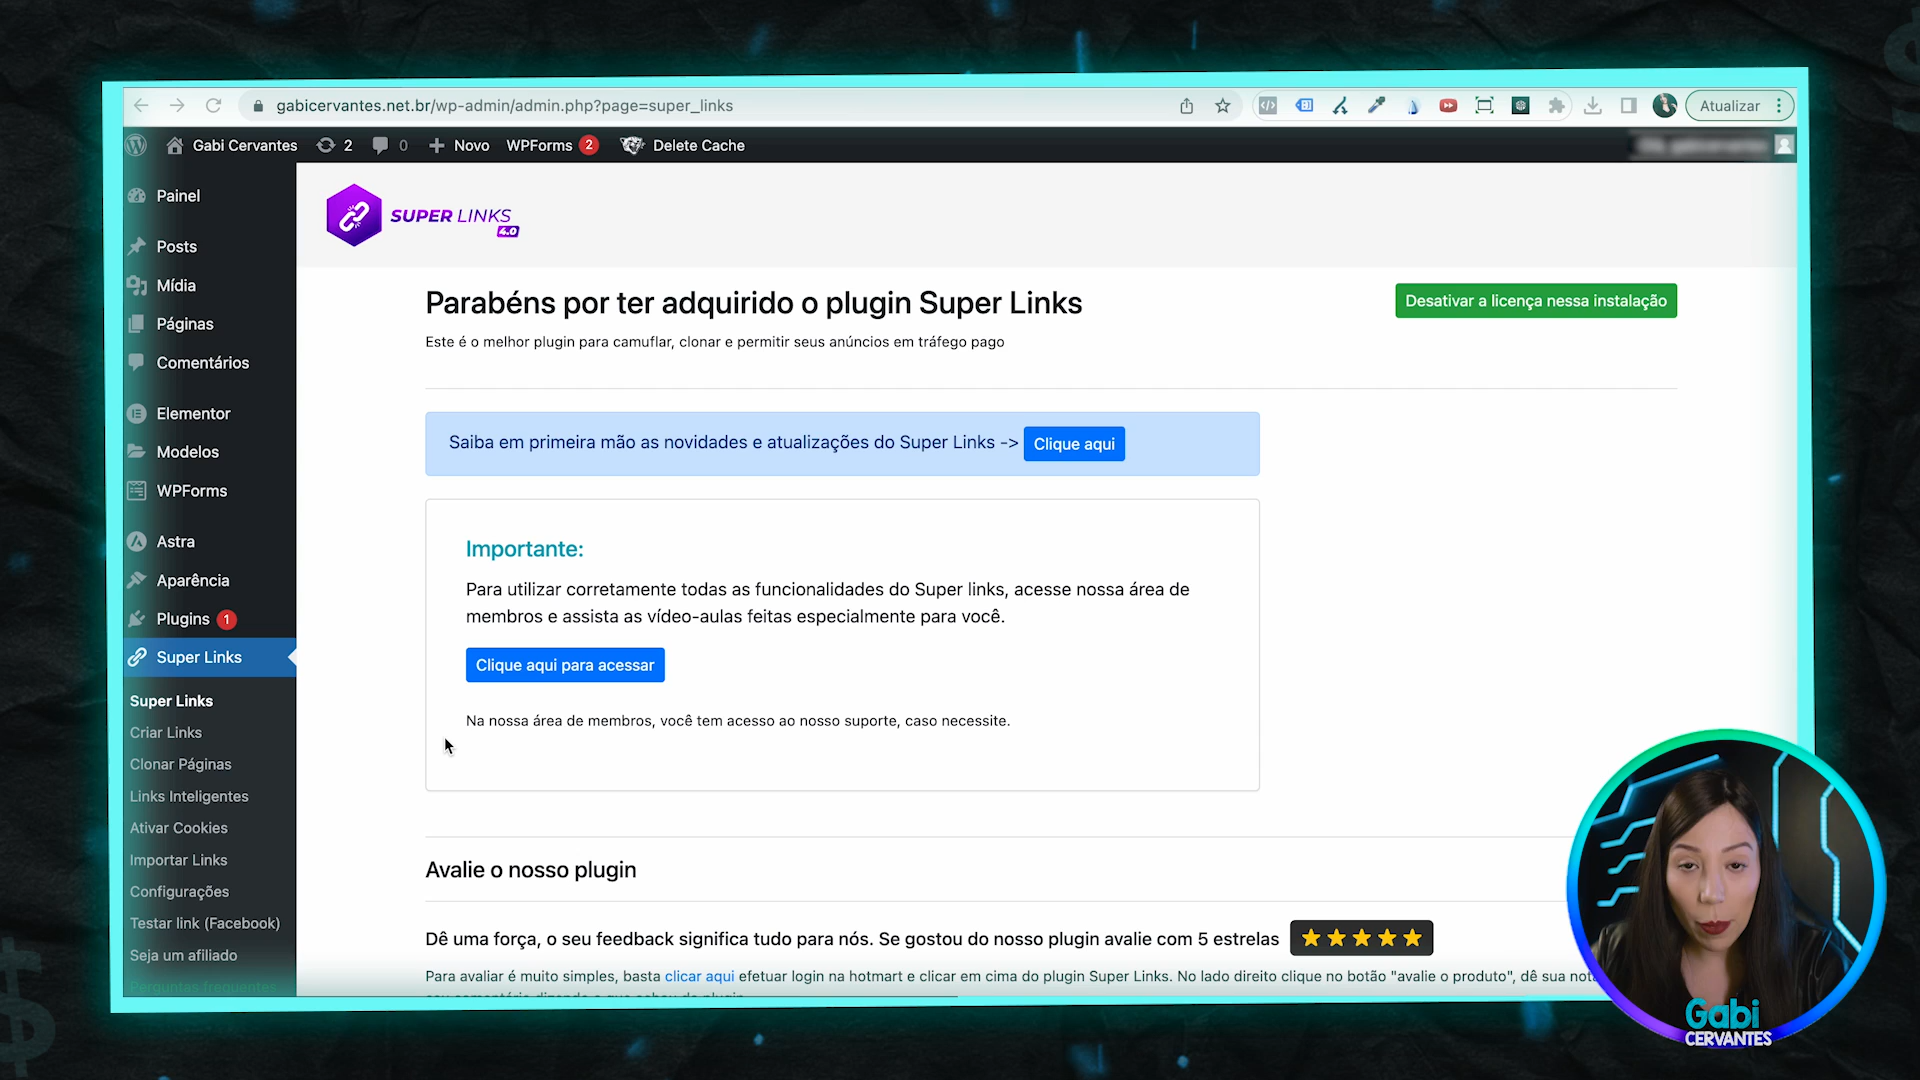 gabicervantes.net.br/wp-admin/admin.php?page=super_links
Atualizar
Gabi Cervantes
2
0
Novo
WPForms 2
Delete Cache
Painel
Posts
Mídia
Páginas
Comentários
Elementor
Modelos
WPForms
Astra
Aparência
Plugins 1
Super Links
Super Links
Criar Links
Clonar Páginas
Links Inteligentes
Ativar Cookies
Importar Links
Configurações
Testar link (Facebook)
Seja um afiliado
Perguntas frequentes
SUPER LINKS
4.0
Parabéns por ter adquirido o plugin Super Links
Desativar a licença nessa instalação
Este é o melhor plugin para camuflar, clonar e permitir seus anúncios em tráfego pago
Saiba em primeira mão as novidades e atualizações do Super Links -> Clique aqui
Importante:
Para utilizar corretamente todas as funcionalidades do Super links, acesse nossa área de
membros e assista as vídeo-aulas feitas especialmente para você.
Clique aqui para acessar
Na nossa área de membros, você tem acesso ao nosso suporte, caso necessite.
Avalie o nosso plugin
Dê uma força, o seu feedback significa tudo para nós. Se gostou do nosso plugin avalie com 5 estrelas
Para avaliar é muito simples, basta clicar aqui efetuar login na hotmart e clicar em cima do plugin Super Links. No lado direito clique no botão "avalie o produto", dê sua
Gabi
CERVANTES